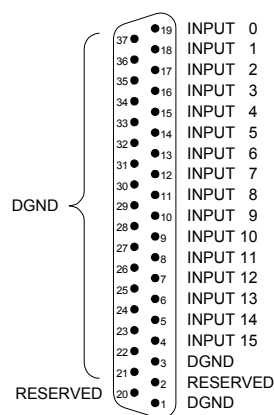 19 INPUT 0
37
18 INPUT 1
36
17 INPUT 2
35
16 INPUT 3
34
15 INPUT 4
33
14 INPUT 5
32
13 INPUT 6
31
12 INPUT 7
30
11 INPUT 8
DGND 29
10 INPUT 9
28
9 INPUT 10
27
8 INPUT 11
26
7 INPUT 12
25
6 INPUT 13
24
5 INPUT 14
23
4 INPUT 15
22
3 DGND
21
2 RESERVED
RESERVED 20
1 DGND